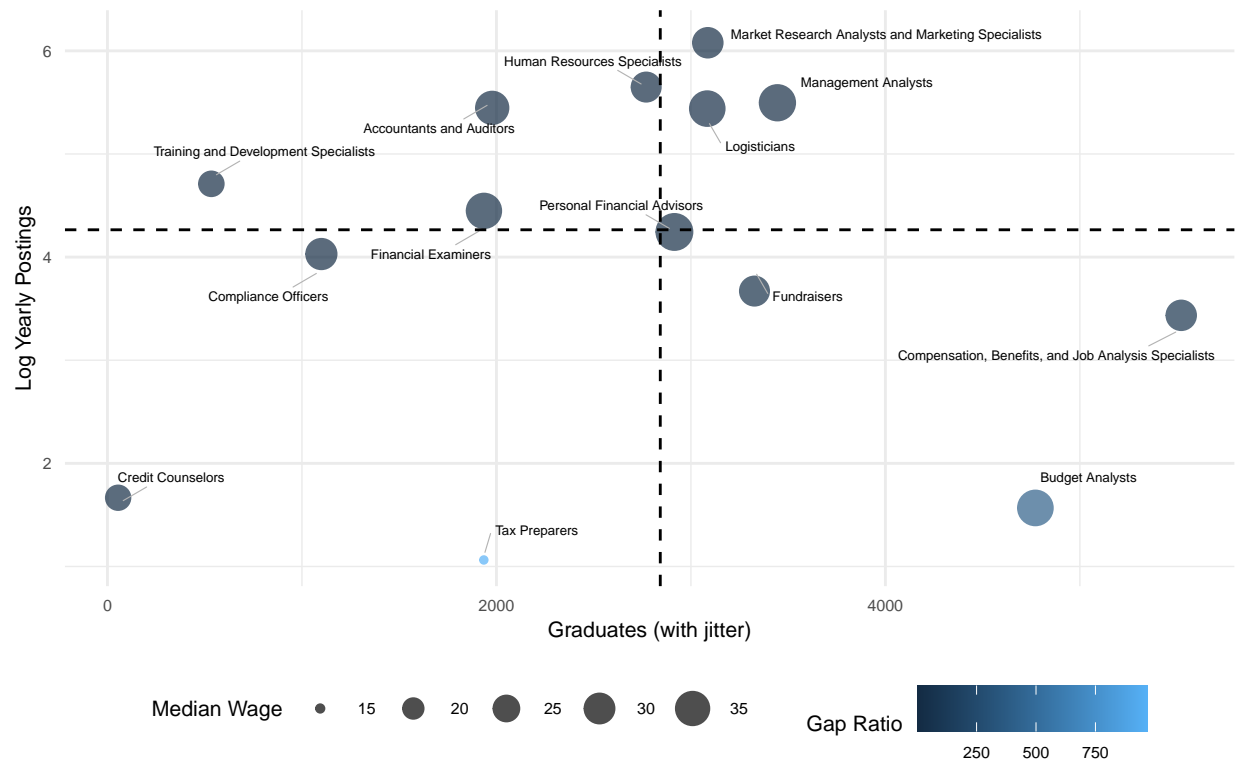 Market Research Analysts and Marketing Specialists
6
Human Resources Specialists
Management Analysts
Accountants and Auditors
Logisticians
Training and Development Specialists
Personal Financial Advisors
Financial Examiners
4
Compliance Officers
Fundraisers
Compensation, Benefits, and Job Analysis Specialists
Log Yearly Postings
2
Credit Counselors
Budget Analysts
Tax Preparers
0 2000 4000
Graduates (with jitter)
Median Wage 15 20 25 30 35
Gap Ratio
250 500 750